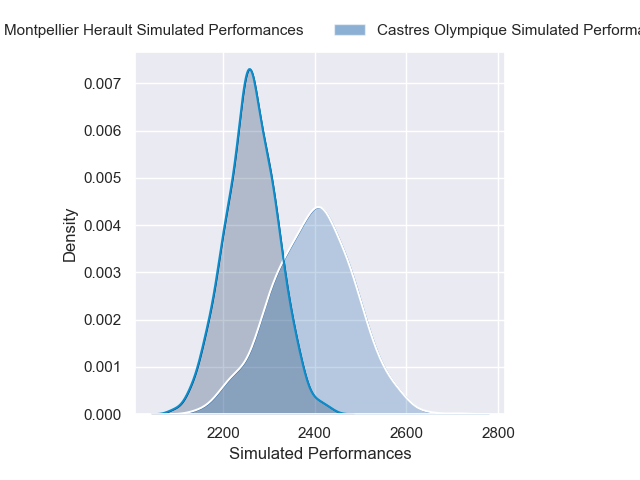 Montpellier Herault Simulated Performances
Castres Olympique Simulated Performa
0.007
0.006
0.005
0.004
0.003
0.002
0.001
0.000
Density
2200 2400 2600 2800
Simulated Performances